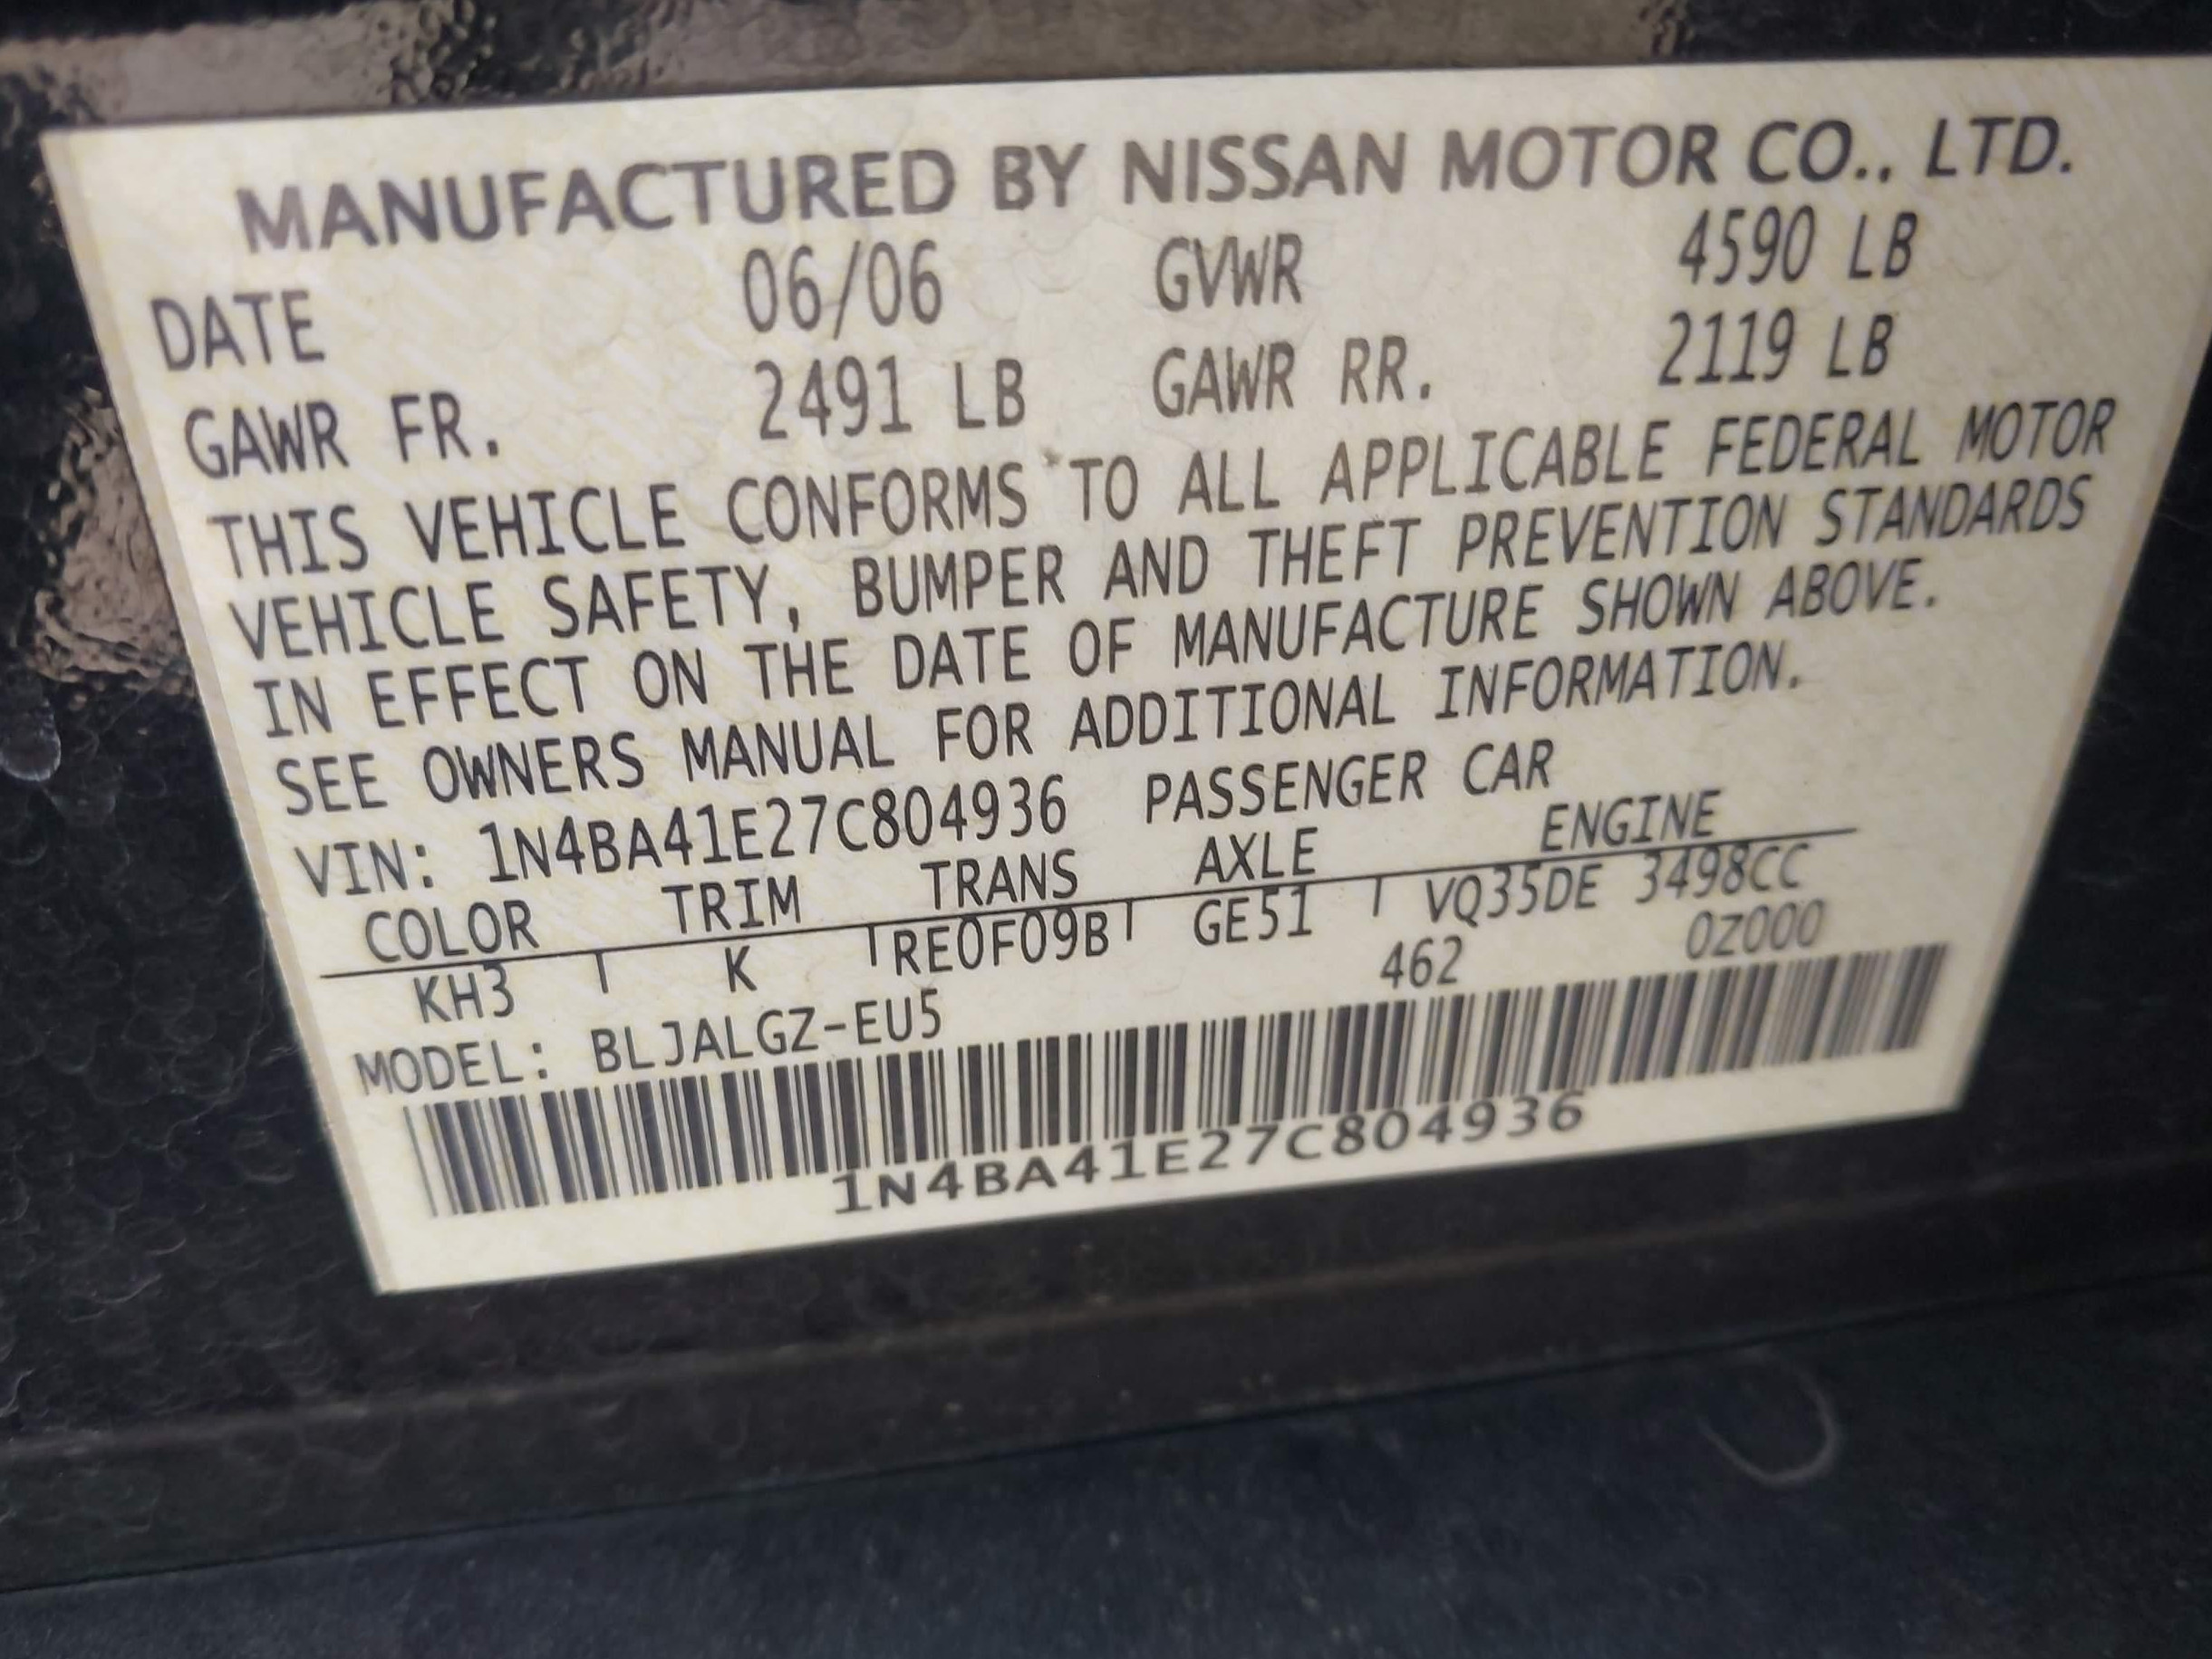 MANUFACTURED BY NISSAN MOTOR CO., LTD.
DATE 06/06 GVWR 4590 LB
GAWR FR. 2491 LB GAWR RR. 2119 LB
THIS VEHICLE CONFORMS TO ALL APPLICABLE FEDERAL MOTOR
VEHICLE SAFETY, BUMPER AND THEFT PREVENTION STANDARDS
IN EFFECT ON THE DATE OF MANUFACTURE SHOWN ABOVE.
SEE OWNERS MANUAL FOR ADDITIONAL INFORMATION.
VIN: 1N4BA41E27C804936 PASSENGER CAR
COLOR TRIM TRANS AXLE ENGINE
KH3 K RE0F09B GE51 VQ35DE 3498CC
MODEL: BLJALGZ-EU5 462 0Z000
1N4BA41E27C804936